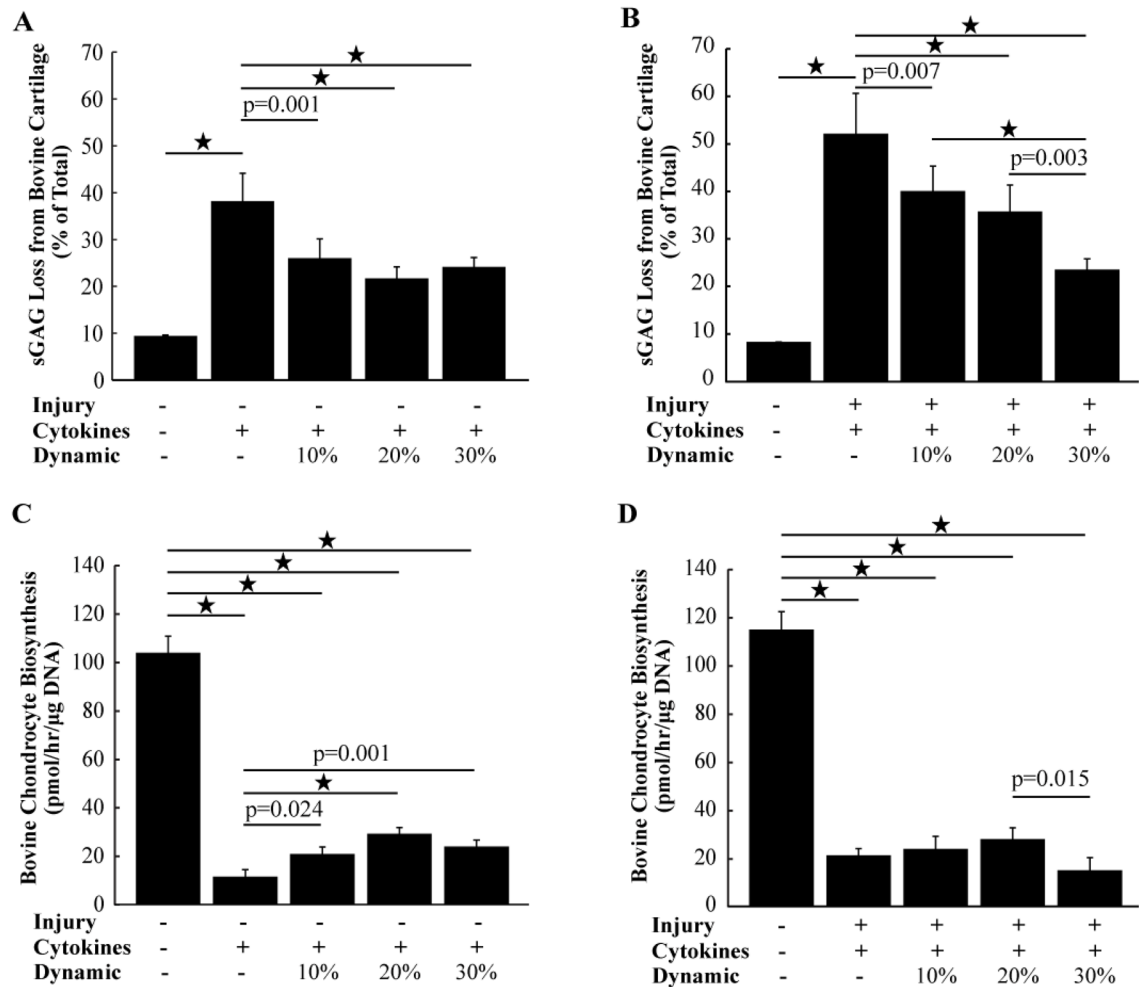 A
sGAG Loss from Bovine Cartilage
(% of Total)
70
60
50
40
30
20
10
0
★
★
p=0.001
★
Injury - - - - -
Cytokines - + + + +
Dynamic - - 10% 20% 30%
B
sGAG Loss from Bovine Cartilage
(% of Total)
70
60
50
40
30
20
10
0
★
★
★
p=0.007
★
p=0.003
Injury - + + + +
Cytokines - + + + +
Dynamic - - 10% 20% 30%
C
Bovine Chondrocyte Biosynthesis
(pmol/hr/µg DNA)
140
120
100
80
60
40
20
0
★
★
★
★
p=0.001
★
p=0.024
Injury - - - - -
Cytokines - + + + +
Dynamic - - 10% 20% 30%
D
Bovine Chondrocyte Biosynthesis
(pmol/hr/µg DNA)
140
120
100
80
60
40
20
0
★
★
★
★
p=0.015
Injury - + + + +
Cytokines - + + + +
Dynamic - - 10% 20% 30%